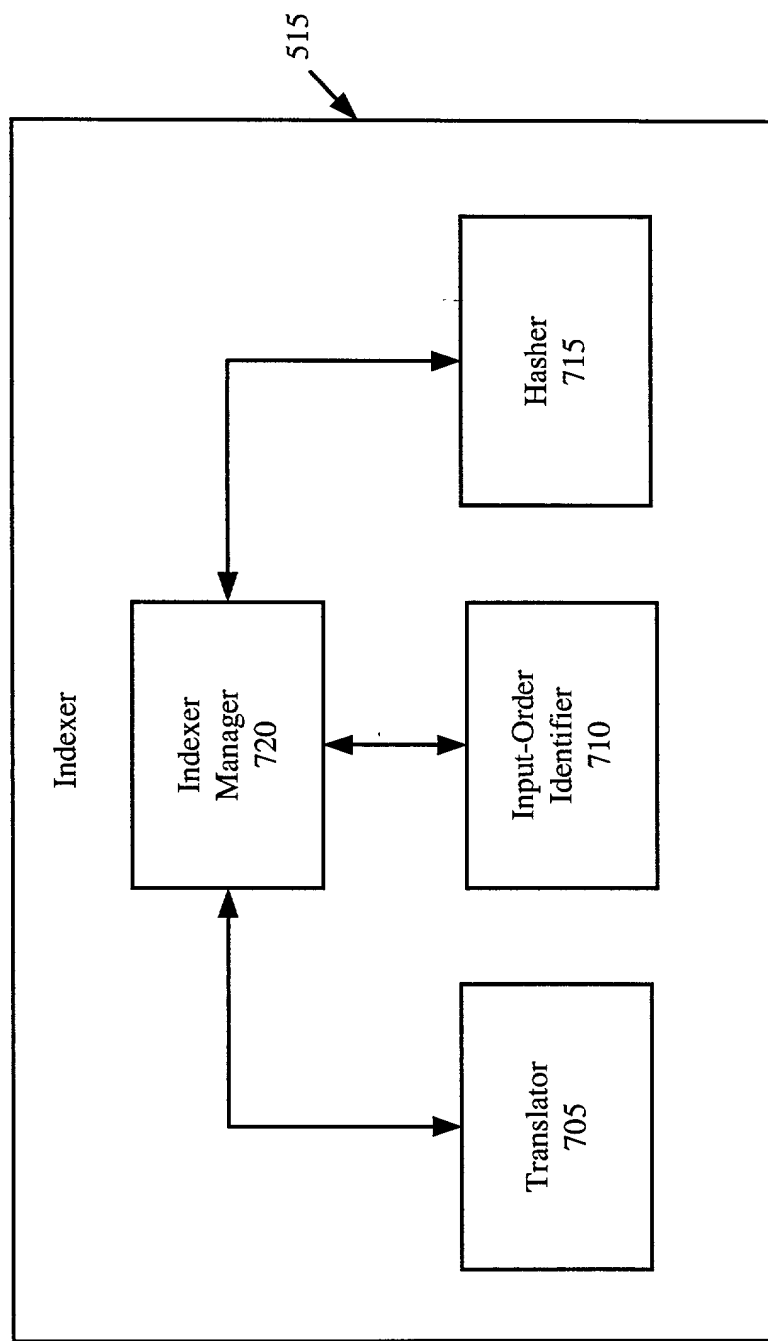 515
Indexer
Indexer
Manager
720
Translator
705
Input-Order
Identifier
710
Hasher
715